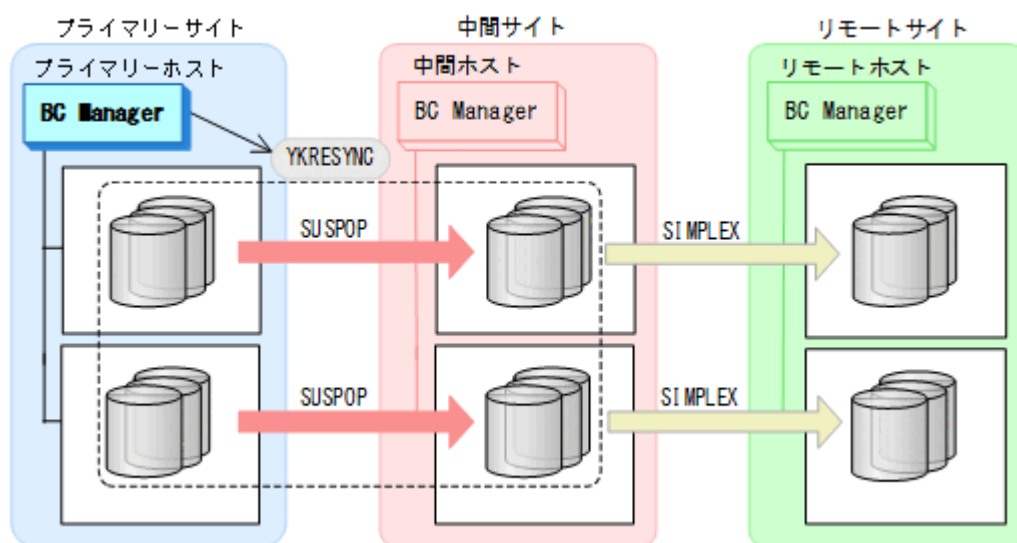 プライマリーサイト
中間サイト
リモートサイト
プライマリーホスト
中間ホスト
リモートホスト
BC Manager
BC Manager
BC Manager
YKRESYNC
SUSPOP
SIMPLEX
SUSPOP
SIMPLEX